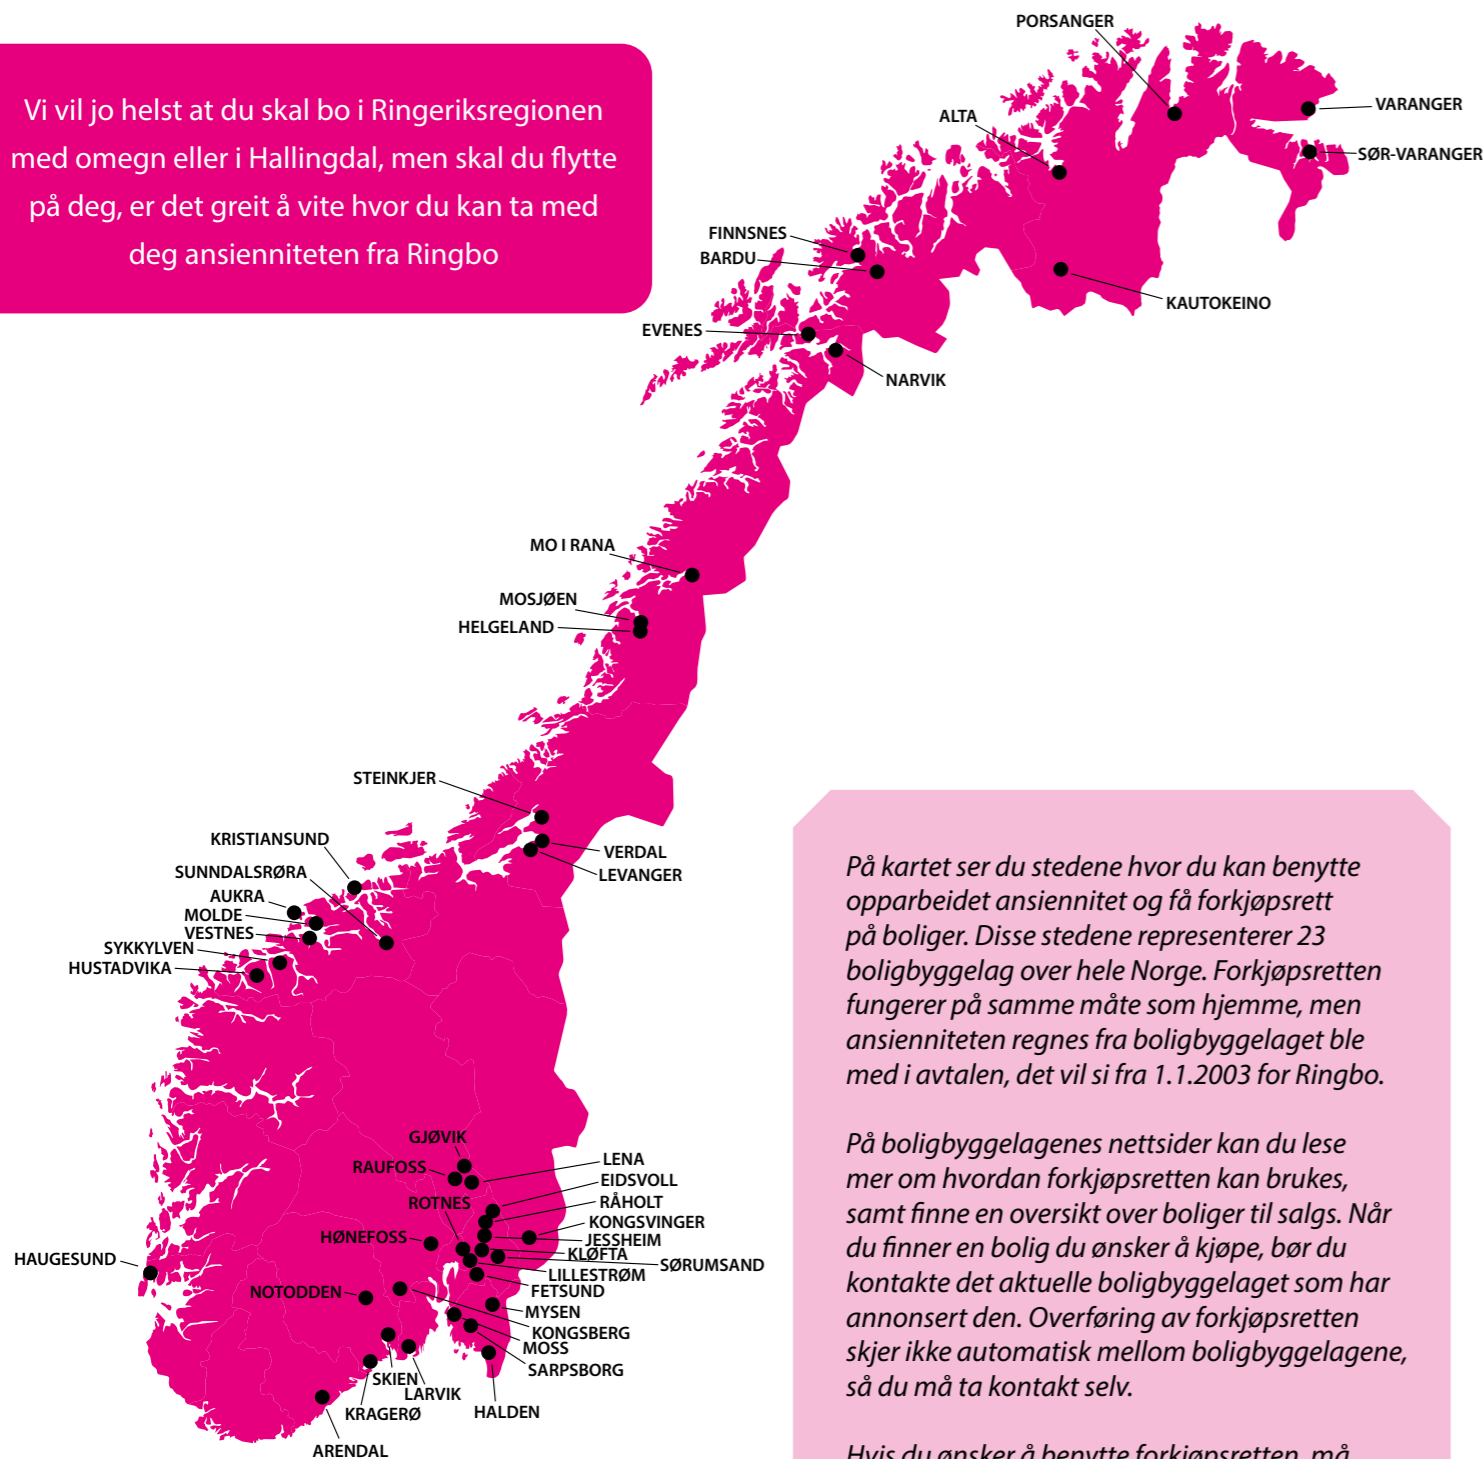 Vi vil jo helst at du skal bo i Ringeriksregionen
med omegn eller i Hallingdal, men skal du flytte
på deg, er det greit å vite hvor du kan ta med
deg ansienniteten fra Ringbo
PORSANGER
VARANGER
ALTA
SØR-VARANGER
FINNSNES
BARDU
KAUTOKEINO
EVENES
NARVIK
MO I RANA
MOSJØEN
HELGELAND
STEINKJER
KRISTIANSUND
VERDAL
SUNNDALSRØRA
LEVANGER
AUKRA
MOLDE
VESTNES
SYKKYLVEN
HUSTADVIKA
GJØVIK
RAUFOSS
LENA
EIDSVOLL
ROTNES
RÅHOLT
KONGSVINGER
HØNEFOSS
JESSHEIM
KLØFTA
HAUGESUND
SØRUMSAND
LILLESTRØM
NOTODDEN
FETSUND
MYSEN
KONGSBERG
MOSS
SARPSBORG
SKIEN
LARVIK
KRAGERØ
HALDEN
ARENDAL
På kartet ser du stedene hvor du kan benytte
opparbeidet ansiennitet og få forkjøpsrett
på boliger. Disse stedene representerer 23
boligbyggelag over hele Norge. Forkjøpsretten
fungerer på samme måte som hjemme, men
ansienniteten regnes fra boligbyggelaget ble
med i avtalen, det vil si fra 1.1.2003 for Ringbo.
På boligbyggelagenes nettsider kan du lese
mer om hvordan forkjøpsretten kan brukes,
samt finne en oversikt over boliger til salgs. Når
du finner en bolig du ønsker å kjøpe, bør du
kontakte det aktuelle boligbyggelaget som har
annonsert den. Overføring av forkjøpsretten
skjer ikke automatisk mellom boligbyggelagene,
så du må ta kontakt selv.
Hvis du ønsker å benytte forkjøpsretten, må